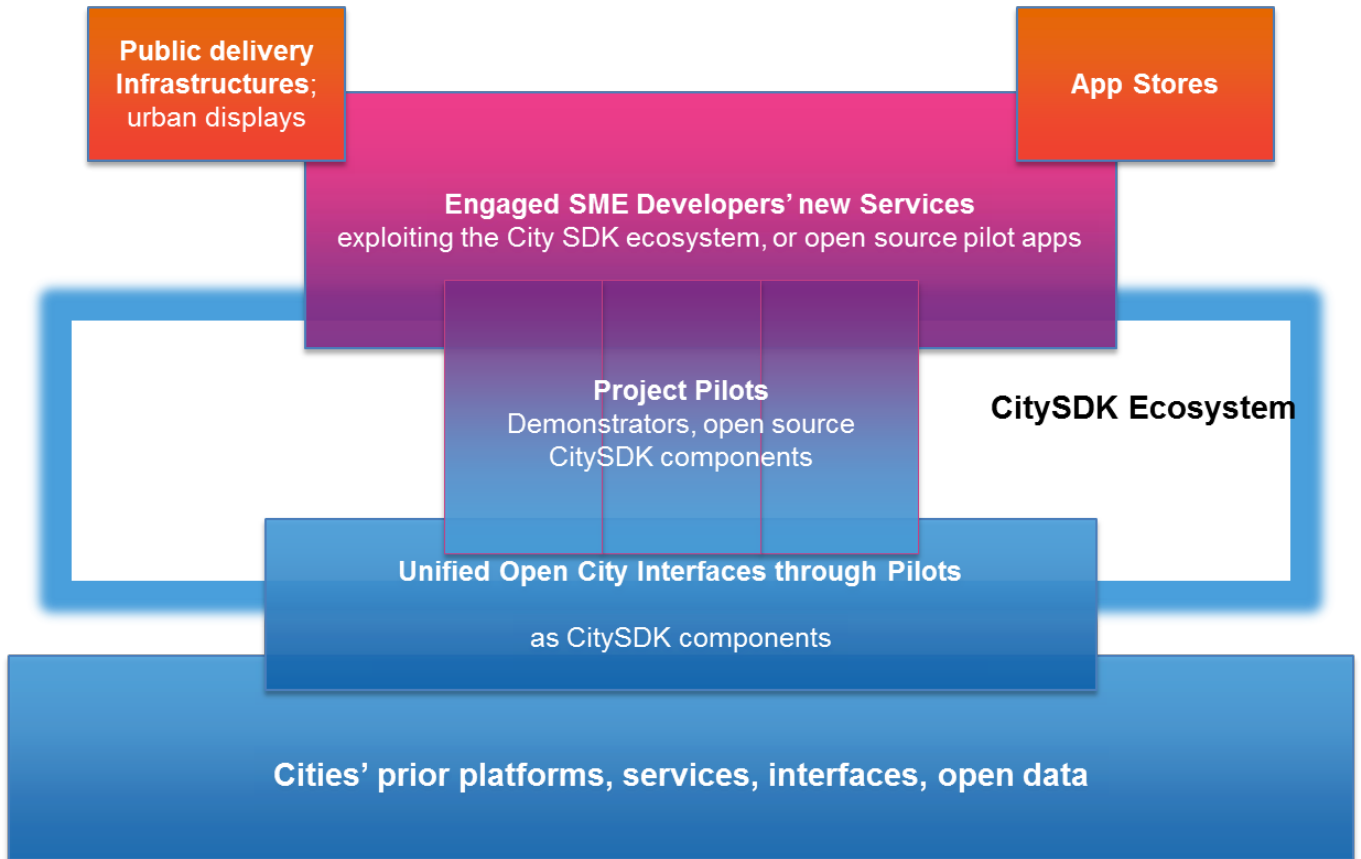 Public delivery
Infrastructures;
urban displays
App Stores
Engaged SME Developers’ new Services
exploiting the City SDK ecosystem, or open source pilot apps
Project Pilots
Demonstrators, open source
CitySDK components
CitySDK Ecosystem
Unified Open City Interfaces through Pilots
as CitySDK components
Cities’ prior platforms, services, interfaces, open data